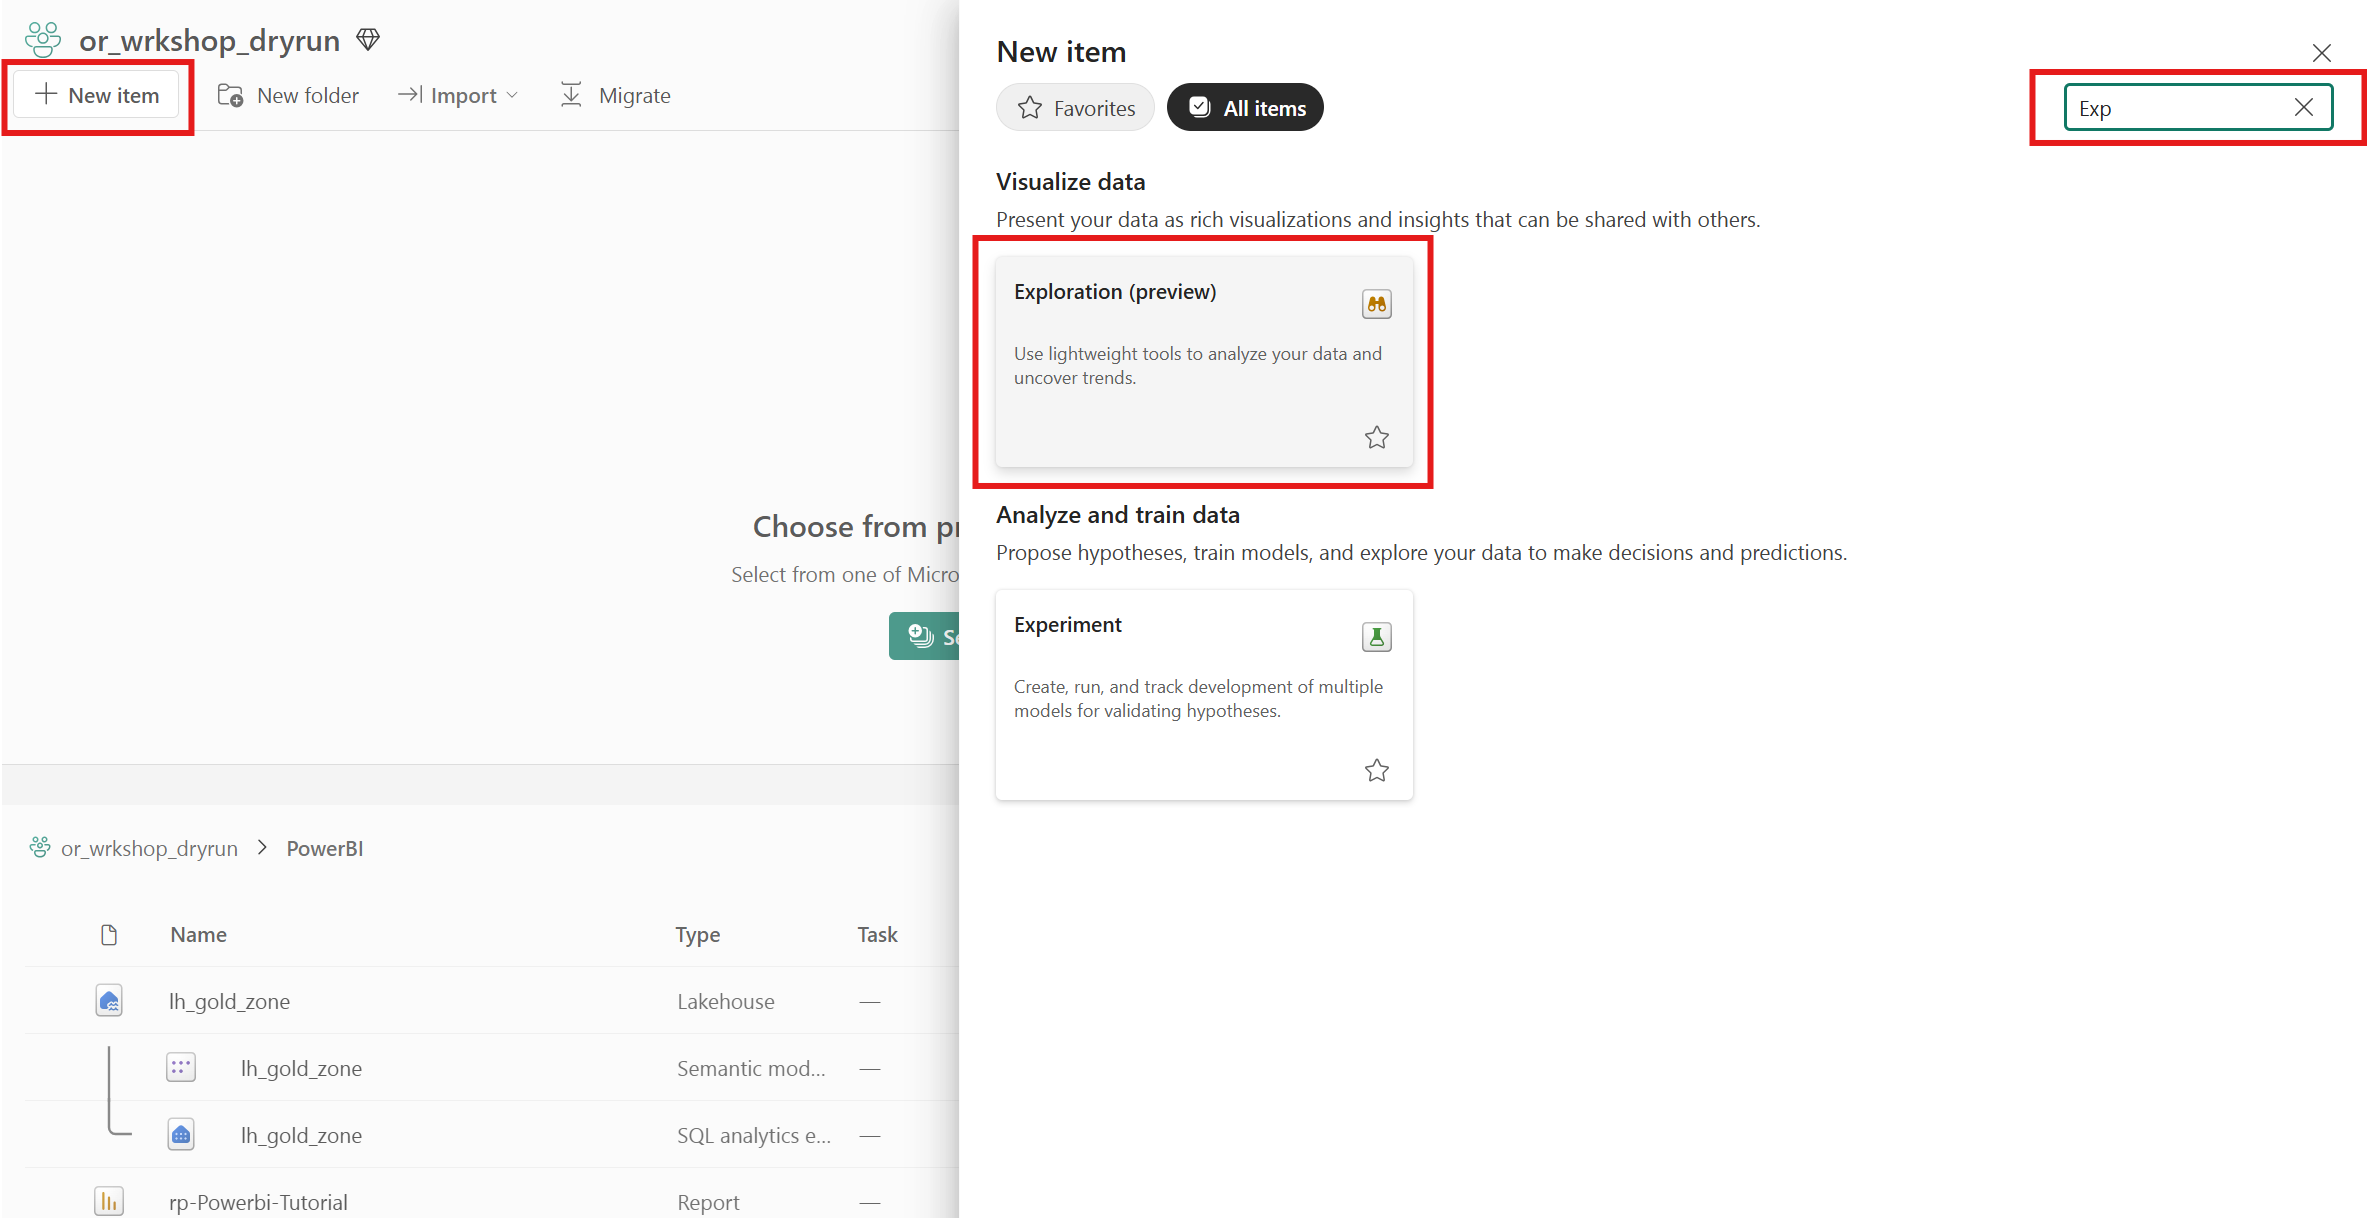 or_wrkshop_dryrun
New item
New folder
Import
Migrate
Choose from pr
Select from one of Micro
Se
or_wrkshop_dryrun > PowerBI
Name Type Task
lh_gold_zone Lakehouse —
lh_gold_zone Semantic mod... —
lh_gold_zone SQL analytics e... —
rp-Powerbi-Tutorial Report —
New item
Favorites
All items
Exp
Visualize data
Present your data as rich visualizations and insights that can be shared with others.
Exploration (preview)
Use lightweight tools to analyze your data and
uncover trends.
Analyze and train data
Propose hypotheses, train models, and explore your data to make decisions and predictions.
Experiment
Create, run, and track development of multiple
models for validating hypotheses.